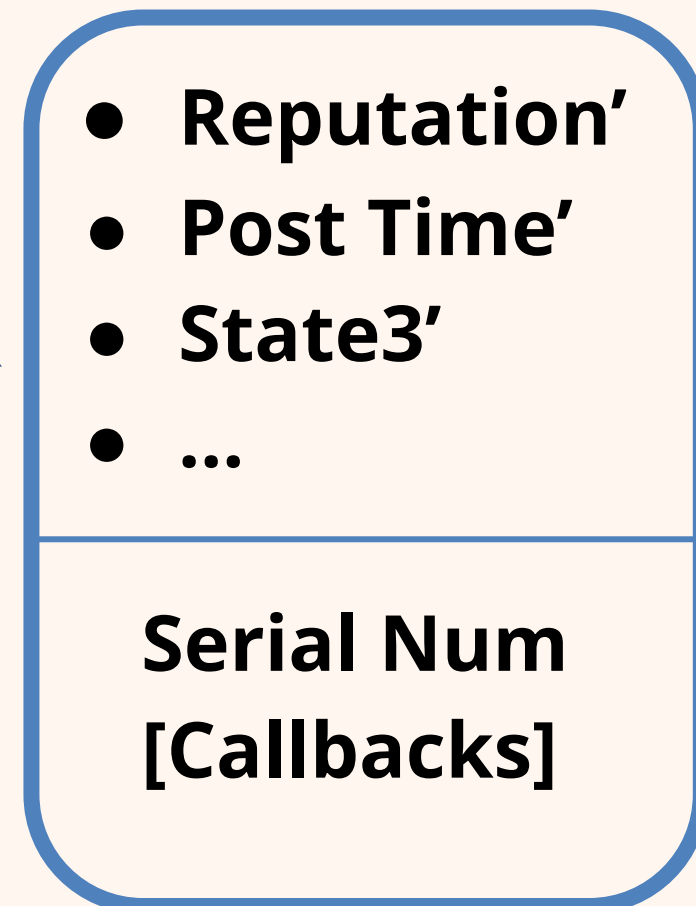 ● Reputation’
● Post Time’
● State3’
● ...
Serial Num
[Callbacks]